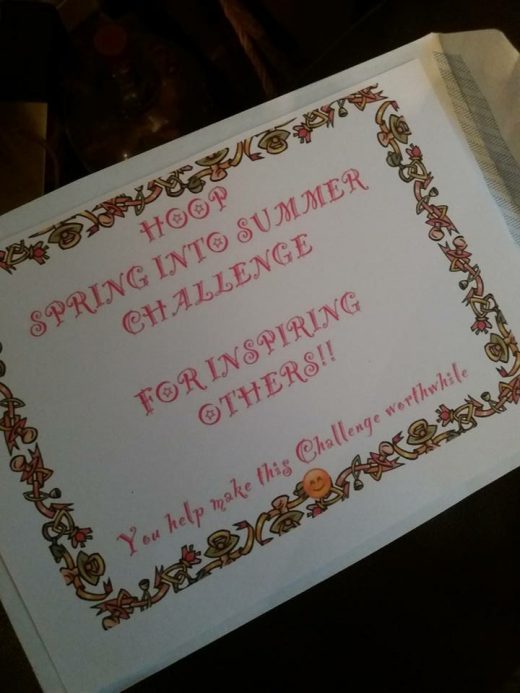 HOOP
SPRING INTO SUMMER
CHALLENGE
FOR INSPIRING
OTHERS!!
You help make this Challenge worthwhile